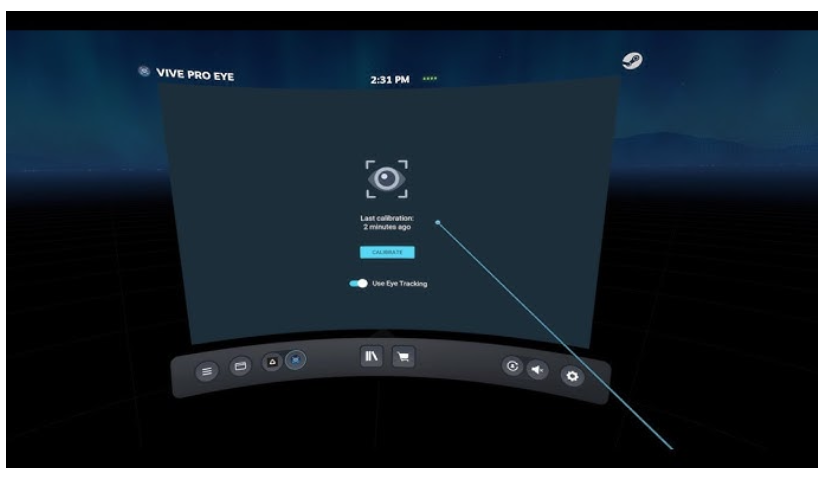 VIVE PRO EYE
2:31 PM
Last calibration:
2 minutes ago
CALIBRATE
Use Eye Tracking